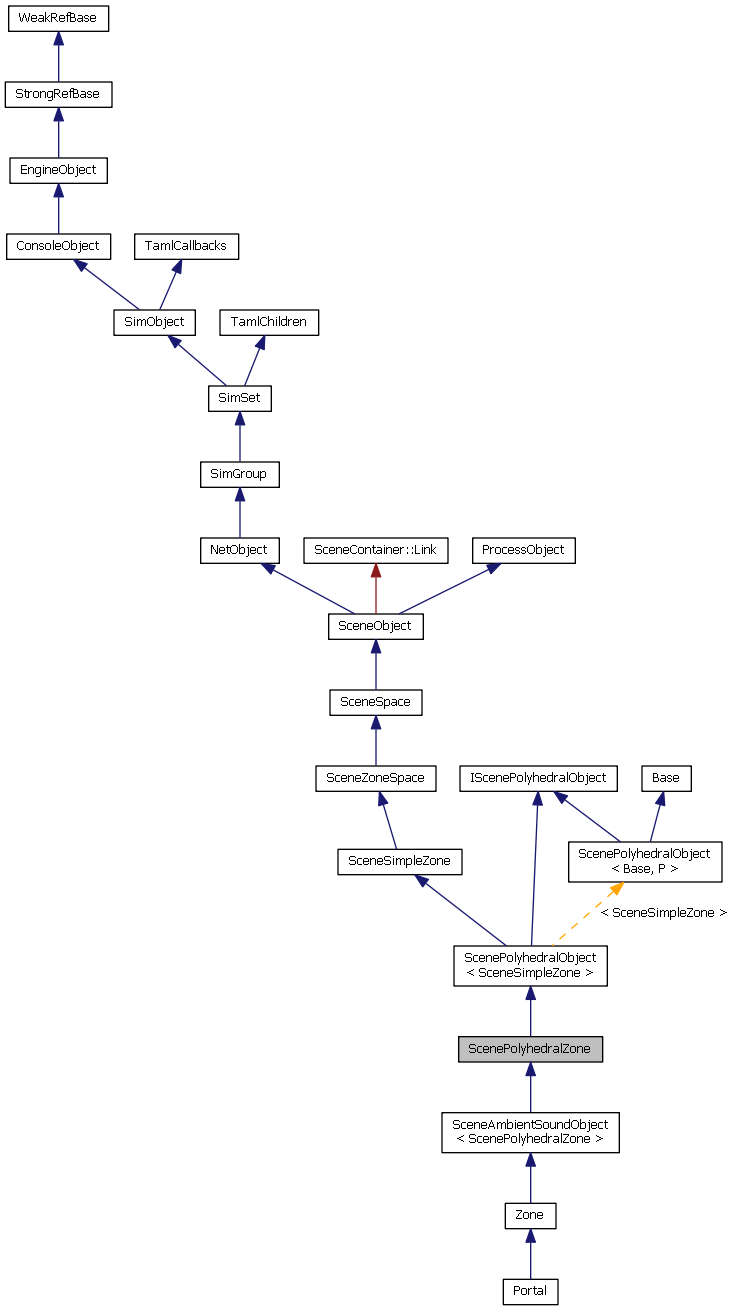 WeakRefBase
StrongRefBase
EngineObject
ConsoleObject
TamlCallbacks
SimObject
TamlChildren
SimSet
SimGroup
NetObject
SceneContainer::Link
ProcessObject
SceneObject
SceneSpace
SceneZoneSpace
IScenePolyhedralObject
Base
SceneSimpleZone
ScenePolyhedralObject
< Base, P >
< SceneSimpleZone >
ScenePolyhedralObject
< SceneSimpleZone >
ScenePolyhedralZone
SceneAmbientSoundObject
< ScenePolyhedralZone >
Zone
Portal